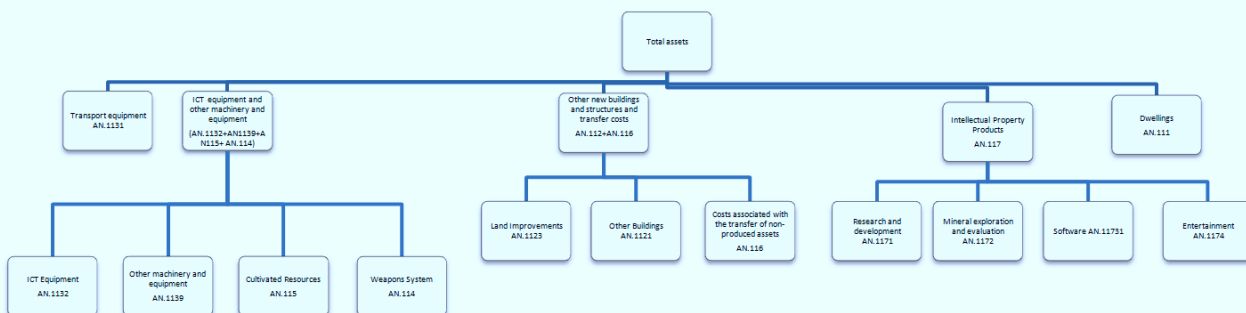 Total assets
Transport equipment
AN.1131
ICT equipment and
other machinery and
equipment
(AN.1132+AN1139+A
N115+ AN.114)
Other new buildings
and structures and
transfer costs
AN.112+AN.116
Intellectual Property
Products
AN.117
Dwellings
AN.111
Land Improvements
AN.1123
Other Buildings
AN.1121
Costs associated with
the transfer of non-
produced assets
AN.116
Research and
development
AN.1171
Mineral exploration
and evaluation
AN.1172
Software AN.11731
Entertainment
AN.1174
ICT Equipment
AN.1132
Other machinery and
equipment
AN.1139
Cultivated Resources
AN.115
Weapons System
AN.114